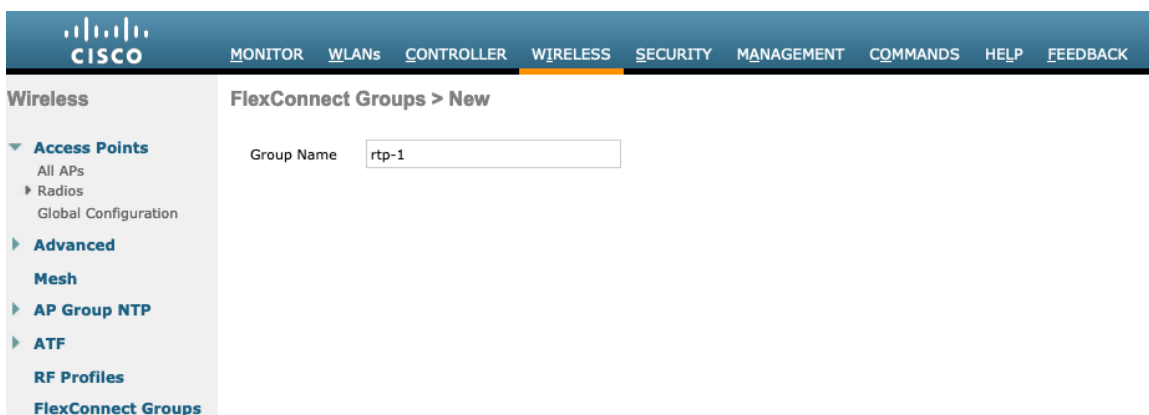 CISCO
MONITOR WLANs CONTROLLER WIRELESS SECURITY MANAGEMENT COMMANDS HELP FEEDBACK
Wireless
Access Points
All APs
Radios
Global Configuration
Advanced
Mesh
AP Group NTP
ATF
RF Profiles
FlexConnect Groups
FlexConnect Groups > New
Group Name rtp-1